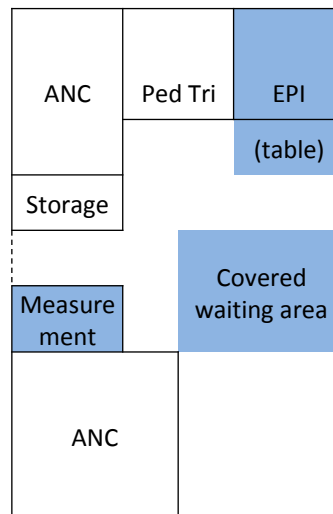 ANC
Ped Tri
EPI
(table)
Storage
Covered
waiting area
Measure
ment
ANC